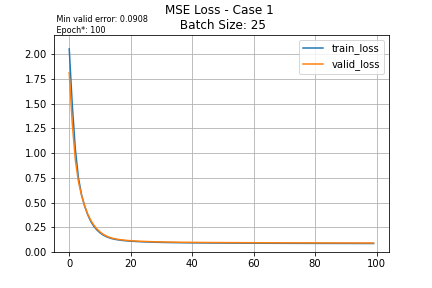 MSE Loss - Case 1
Batch Size: 25
Min valid error: 0.0908
Epoch*: 100
train_loss
valid_loss
2.00
1.75
1.50
1.25
1.00
0.75
0.50
0.25
0.00
0
20
40
60
80
100